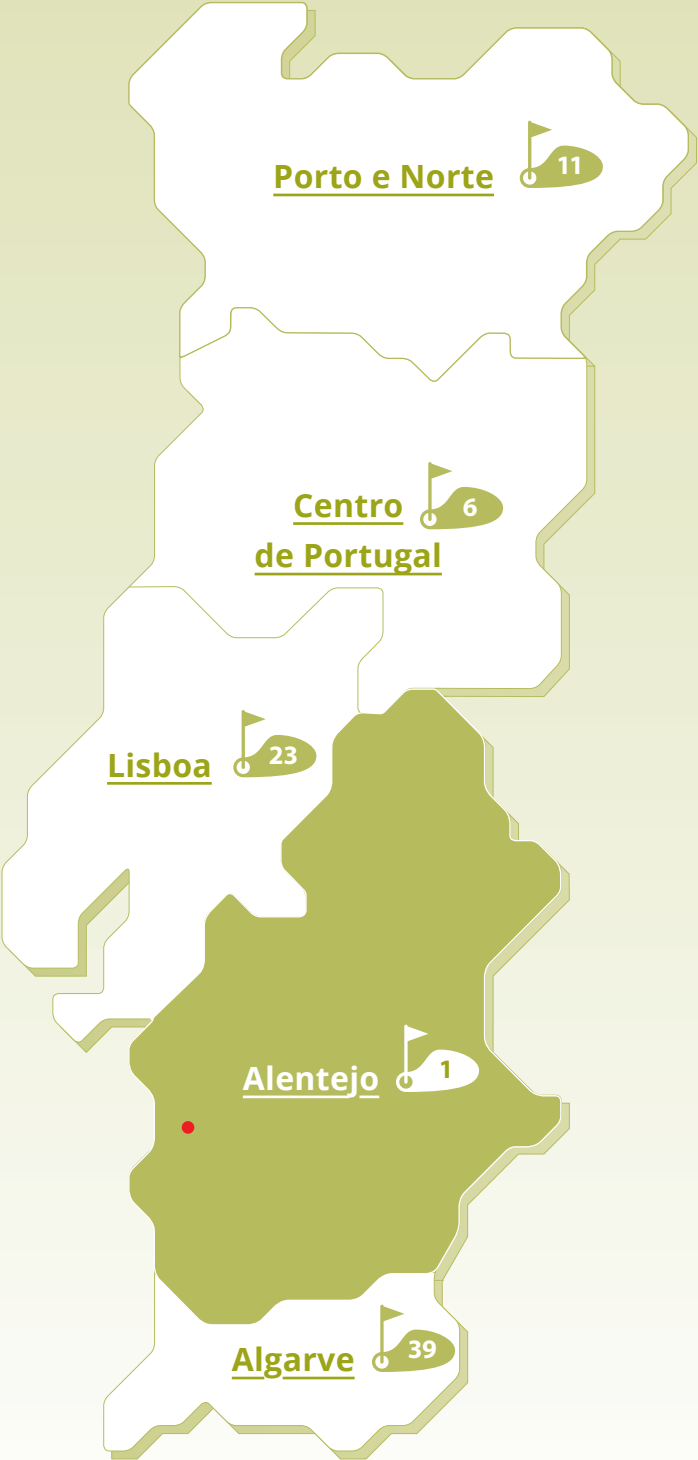 Porto e Norte 11
Centro 6
de Portugal
Lisboa 23
Alentejo 1
Algarve 39